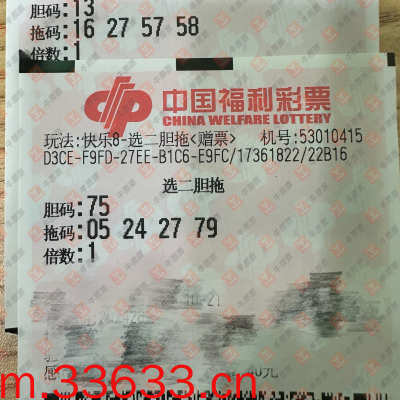 胆码:13
拖码:16 27 57 58
倍数:1
中国福利彩票
CHINA WELFARE LOTTERY
玩法:快乐8-选二胆拖<赠票> 机号:53010415
D3CE-F9FD-27EE-B1C6-E9FC/17361822/22B16
选二胆拖
胆码:75
拖码:05 24 27 79
倍数:1
m.33633.cn